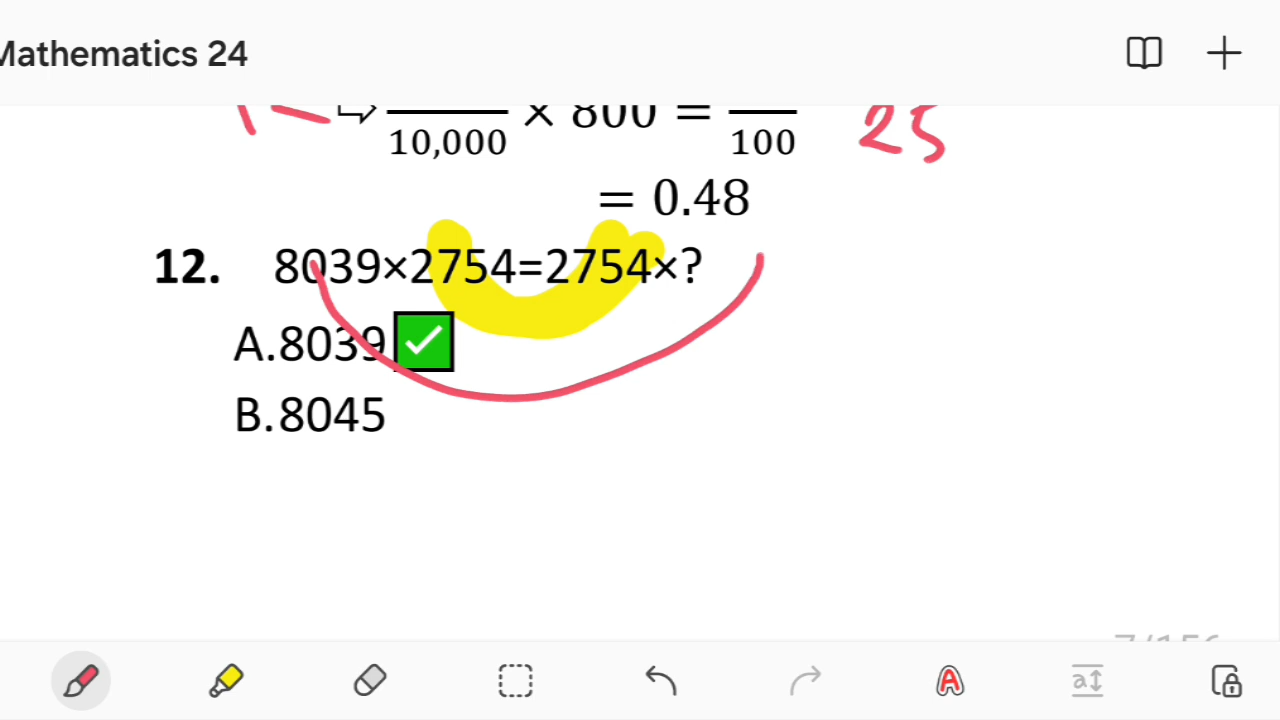 Mathematics 24
10,000 × 800 = 100 25
= 0.48
12. 8039×2754=2754×?
A.8039
B.8045